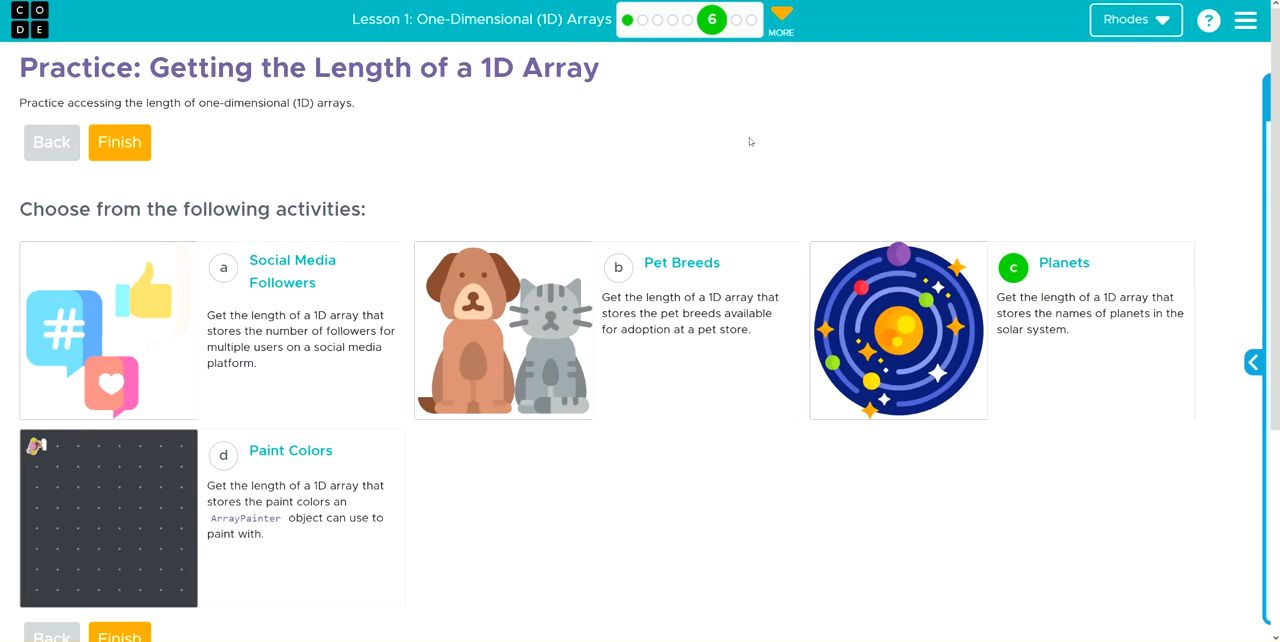 CO
DE
Lesson 1: One-Dimensional (1D) Arrays
6
MORE
Rhodes
?
Practice: Getting the Length of a 1D Array
Practice accessing the length of one-dimensional (1D) arrays.
Back
Finish
Choose from the following activities:
#
a
Social Media
Followers
Get the length of a 1D array that
stores the number of followers for
multiple users on a social media
platform.
b
Pet Breeds
Get the length of a 1D array that
stores the pet breeds available
for adoption at a pet store.
c
Planets
Get the length of a 1D array that
stores the names of planets in the
solar system.
d
Paint Colors
Get the length of a 1D array that
stores the paint colors an
ArrayPainter object can use to
paint with.
Back
Finish